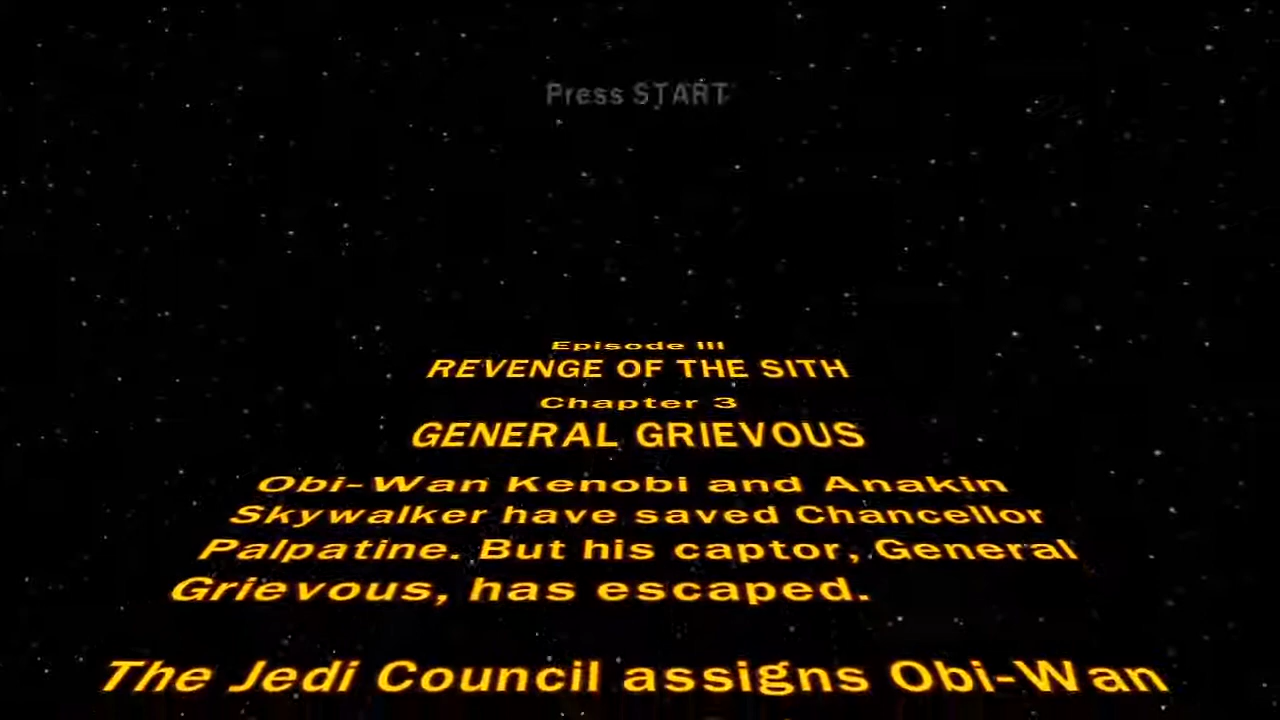 Press START
Episode III
REVENGE OF THE SITH
Chapter 3
GENERAL GRIEVOUS
Obi-Wan Kenobi and Anakin
Skywalker have saved Chancellor
Palpatine. But his captor, General
Grievous, has escaped.
The Jedi Council assigns Obi-Wan